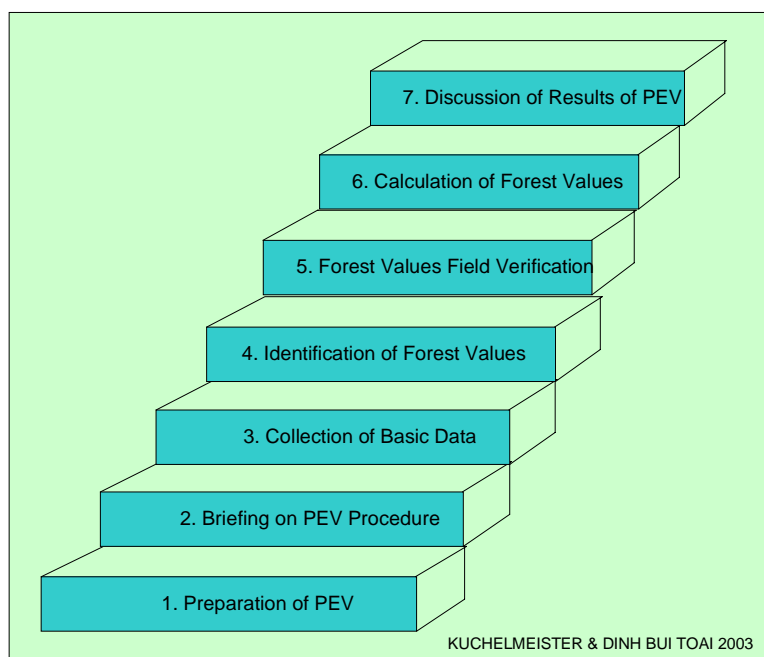 7. Discussion of Results of PEV
6. Calculation of Forest Values
5. Forest Values Field Verification
4. Identification of Forest Values
3. Collection of Basic Data
2. Briefing on PEV Procedure
1. Preparation of PEV
KUCHELMEISTER & DINH BUI TOAI 2003